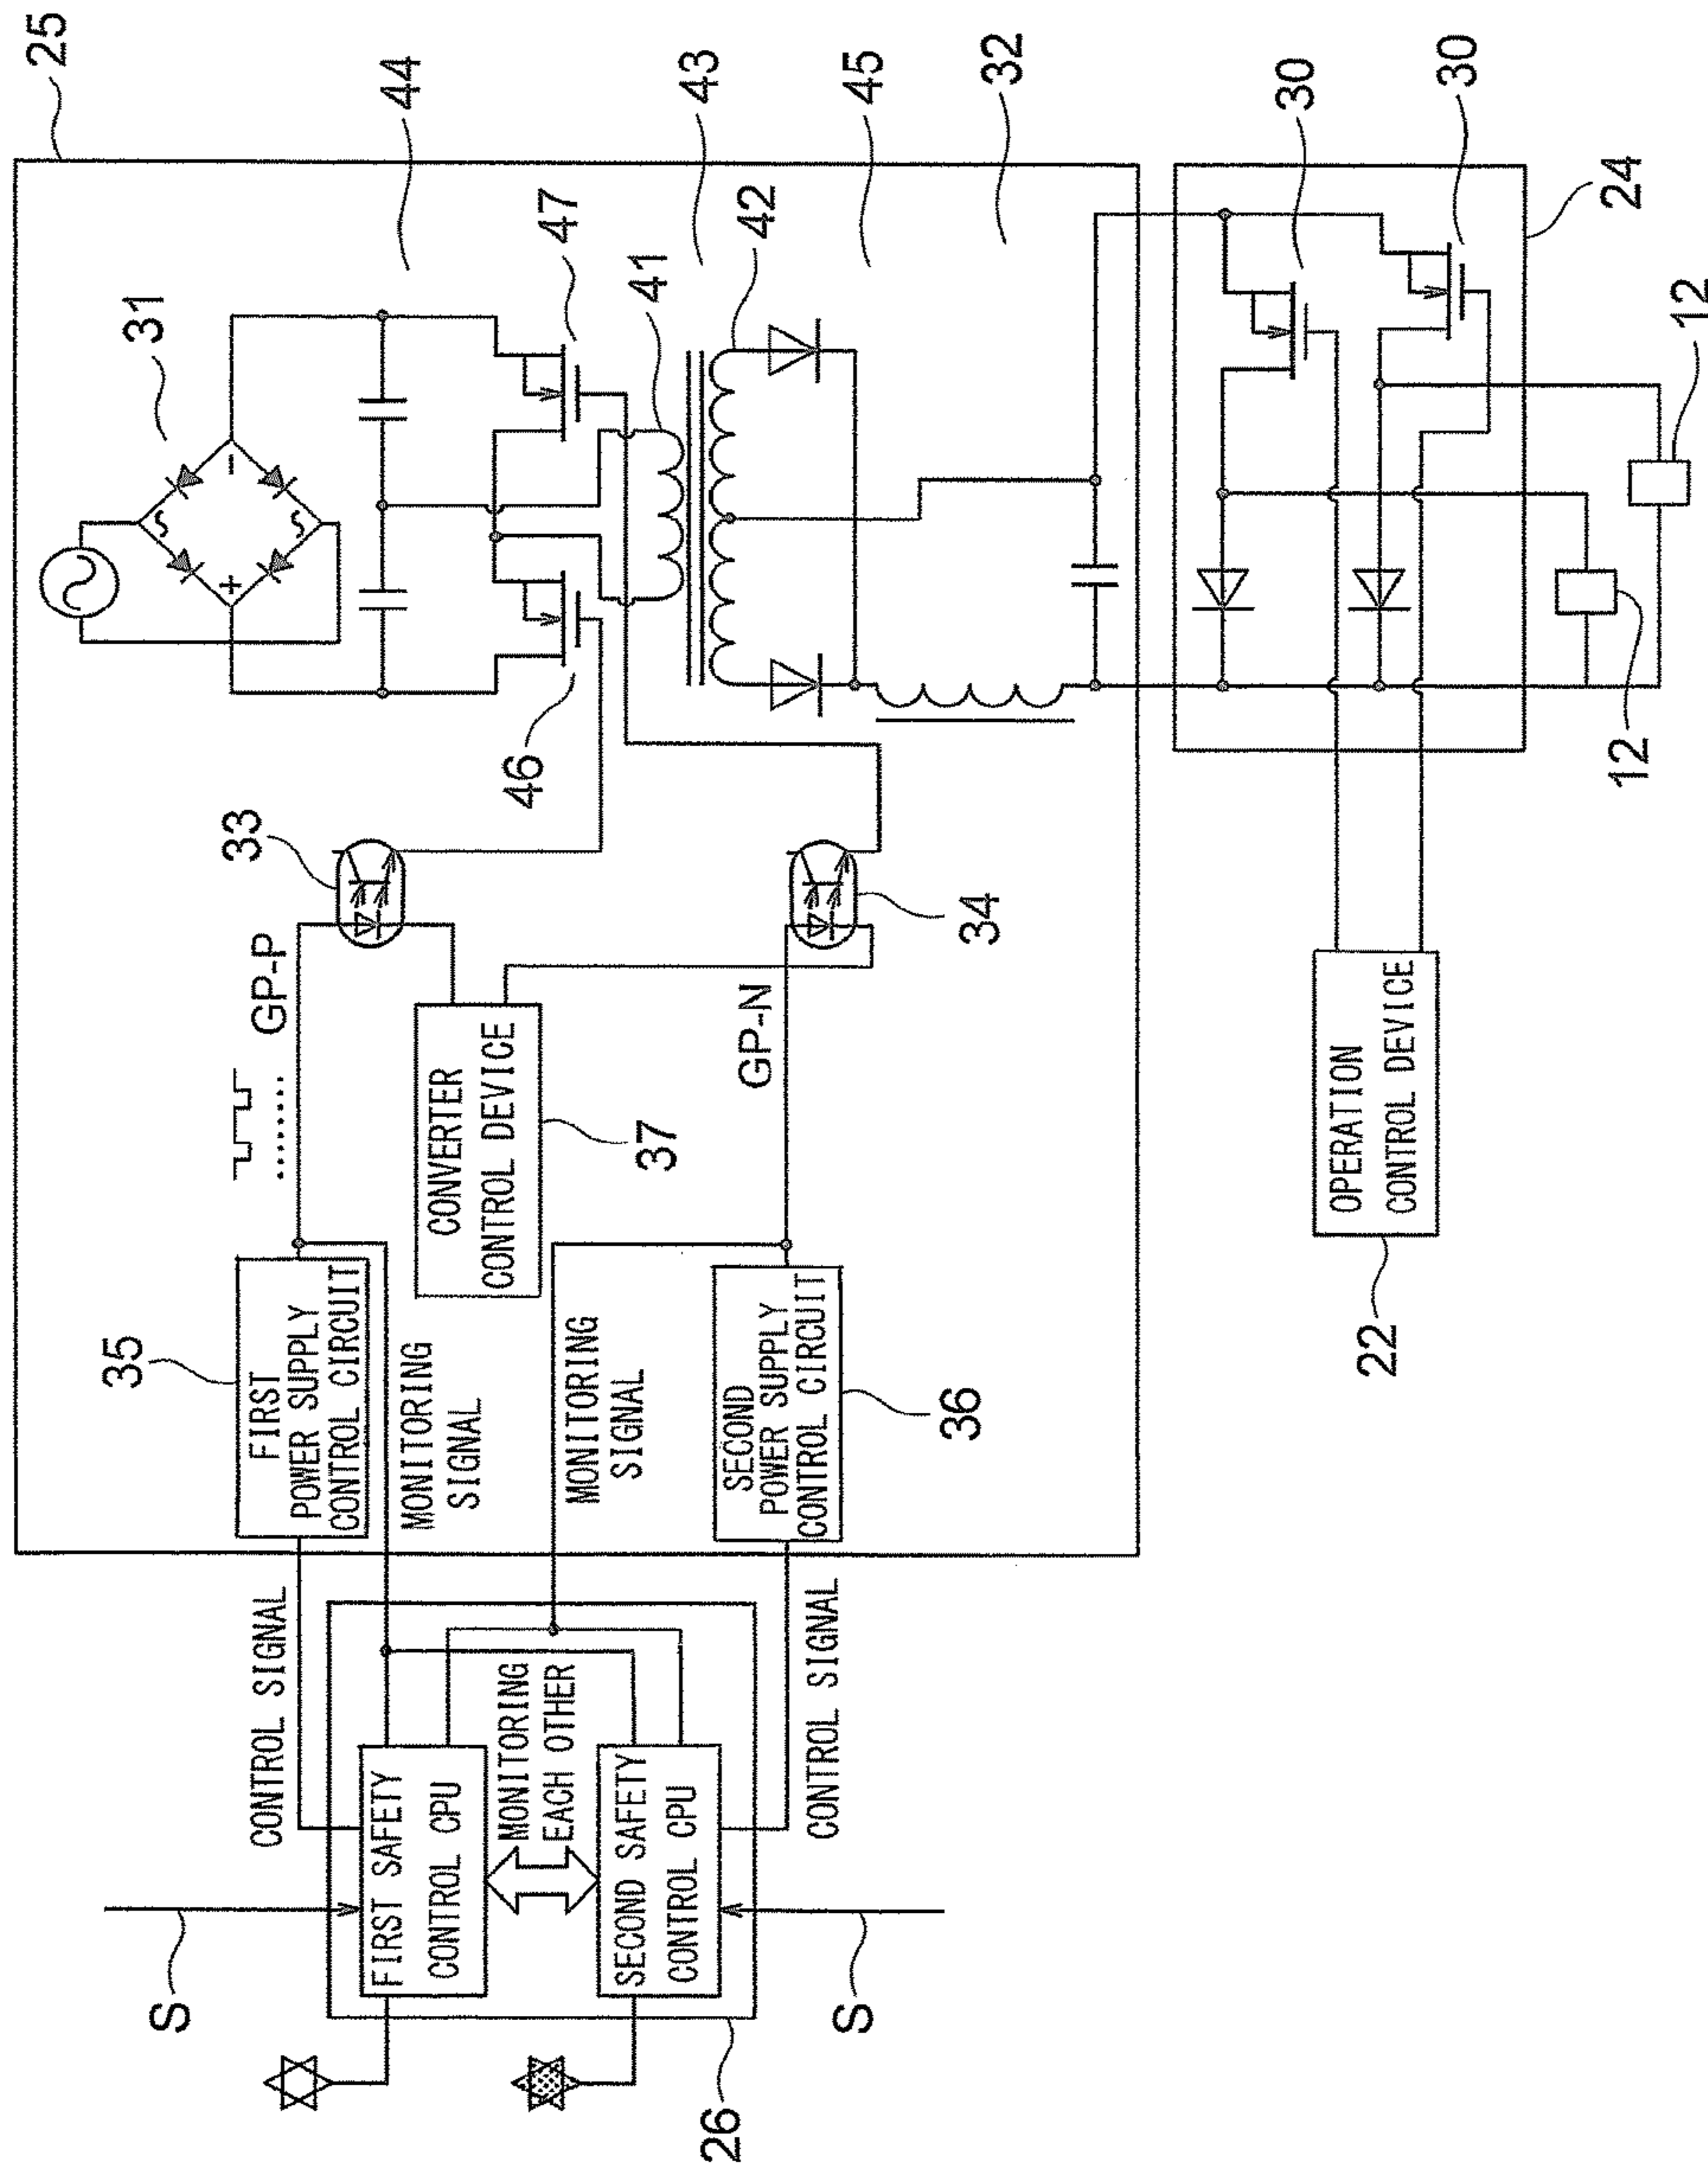 25
44
43
45
32
31
47
41
42
46
30
30
24
12
12
33
GP-P
34
GP-N
CONVERTER
CONTROL DEVICE
37
35
FIRST
POWER SUPPLY
CONTROL CIRCUIT
MONITORING
SIGNAL
MONITORING
SIGNAL
SECOND
POWER SUPPLY
CONTROL CIRCUIT
36
OPERATION
CONTROL DEVICE
22
CONTROL SIGNAL
CONTROL SIGNAL
FIRST SAFETY
CONTROL CPU
MONITORING
EACH OTHER
SECOND SAFETY
CONTROL CPU
S
S
26
+
−